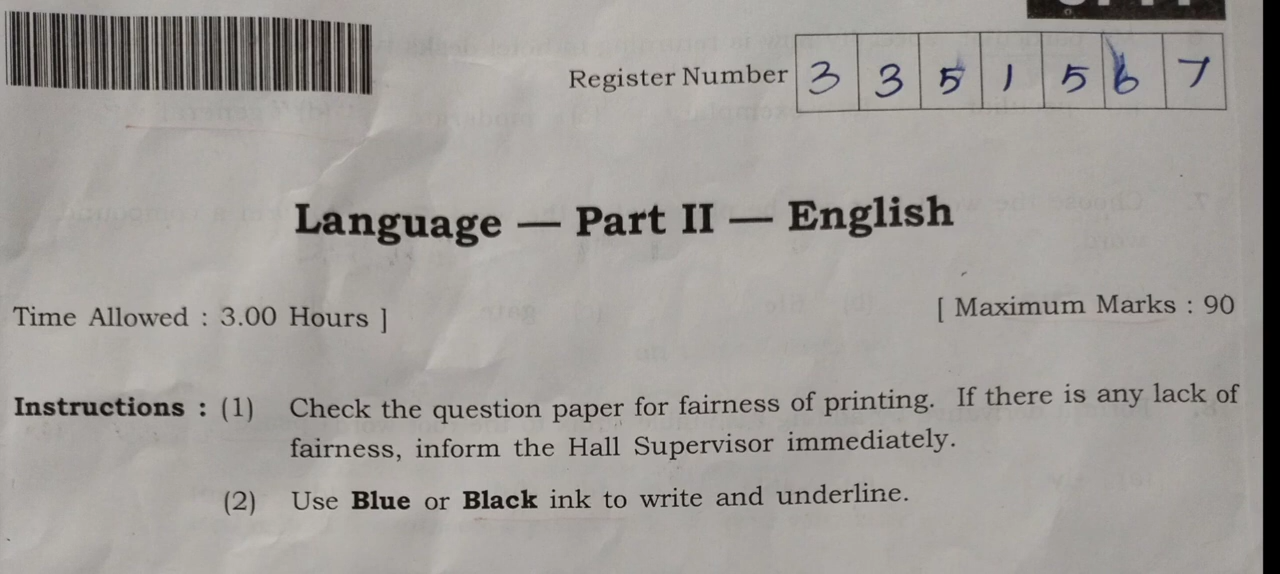 Register Number 3 3 5 1 5 6 7
Language — Part II — English
Time Allowed : 3.00 Hours ] [ Maximum Marks : 90
Instructions : (1) Check the question paper for fairness of printing. If there is any lack of
fairness, inform the Hall Supervisor immediately.
(2) Use Blue or Black ink to write and underline.